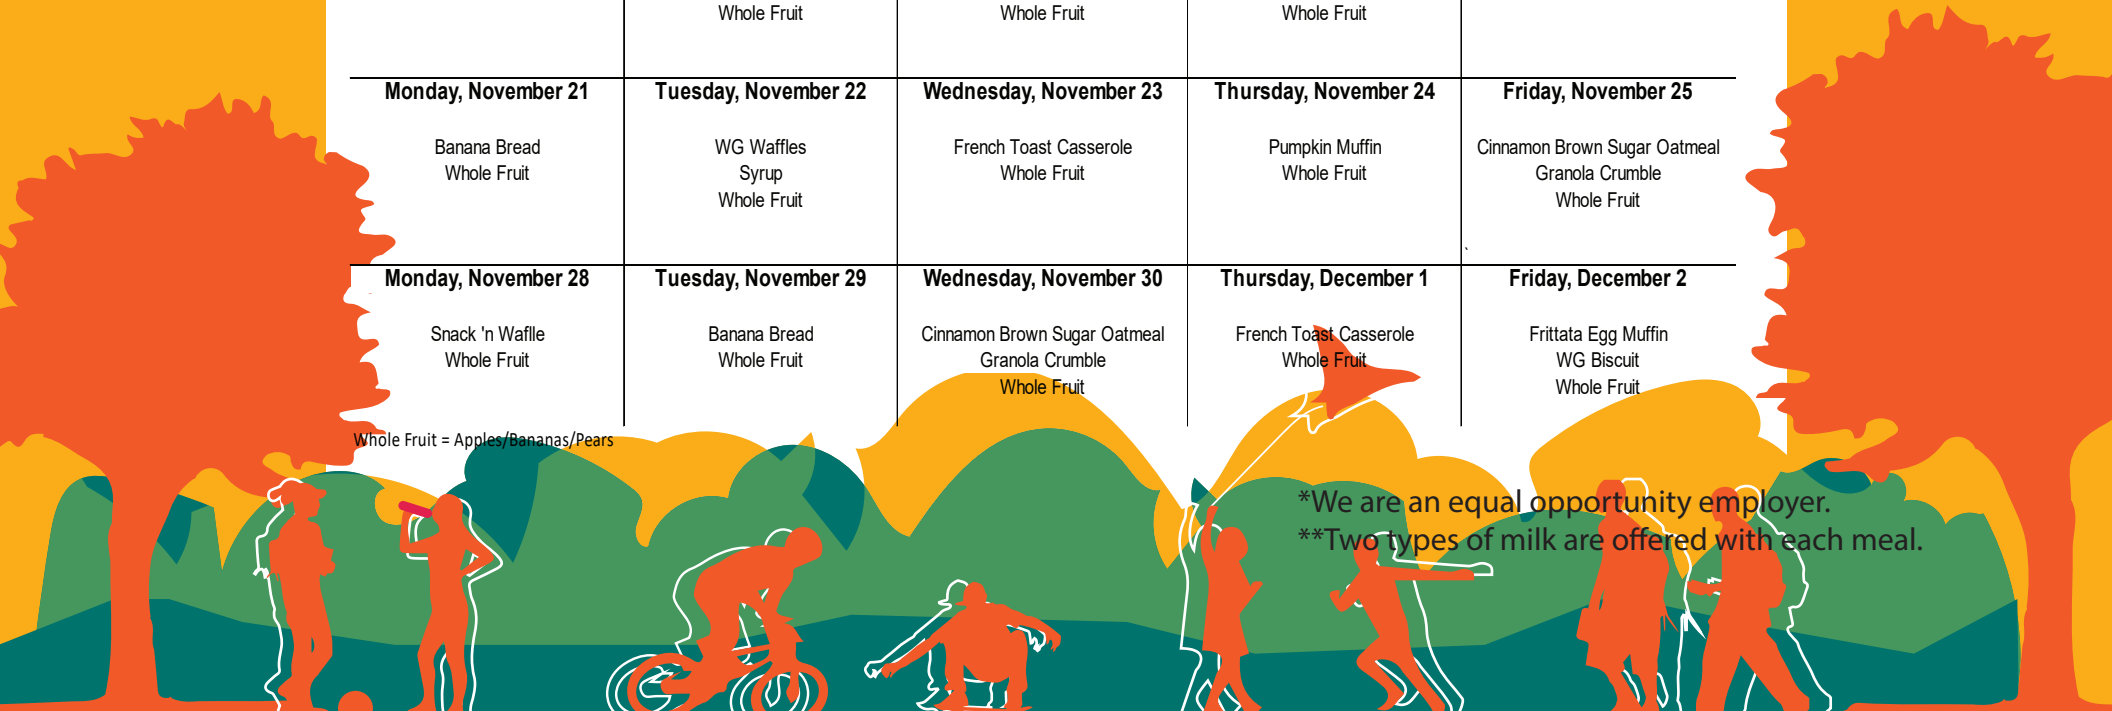 Whole Fruit
Whole Fruit
Whole Fruit
Monday, November 21
Banana Bread
Whole Fruit
Tuesday, November 22
WG Waffles
Syrup
Whole Fruit
Wednesday, November 23
French Toast Casserole
Whole Fruit
Thursday, November 24
Pumpkin Muffin
Whole Fruit
Friday, November 25
Cinnamon Brown Sugar Oatmeal
Granola Crumble
Whole Fruit
`
Monday, November 28
Snack 'n Waflle
Whole Fruit
Tuesday, November 29
Banana Bread
Whole Fruit
Wednesday, November 30
Cinnamon Brown Sugar Oatmeal
Granola Crumble
Whole Fruit
Thursday, December 1
French Toast Casserole
Whole Fruit
Friday, December 2
Frittata Egg Muffin
WG Biscuit
Whole Fruit
Whole Fruit = Apples/Bananas/Pears
*We are an equal opportunity employer.
**Two types of milk are offered with each meal.